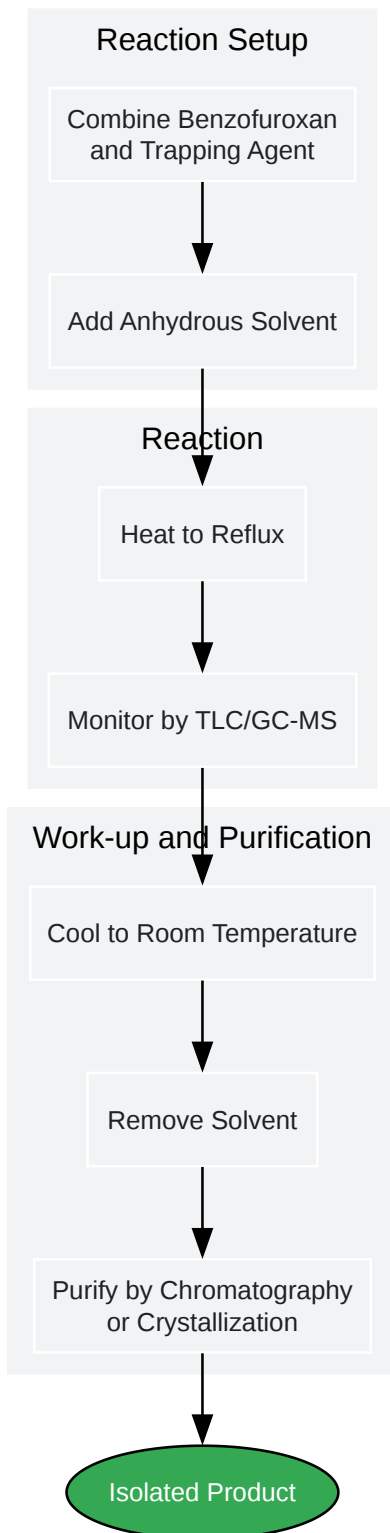 Reaction Setup
Combine Benzofuroxan
and Trapping Agent
Add Anhydrous Solvent
Reaction
Heat to Reflux
Monitor by TLC/GC-MS
Work-up and Purification
Cool to Room Temperature
Remove Solvent
Purify by Chromatography
or Crystallization
Isolated Product